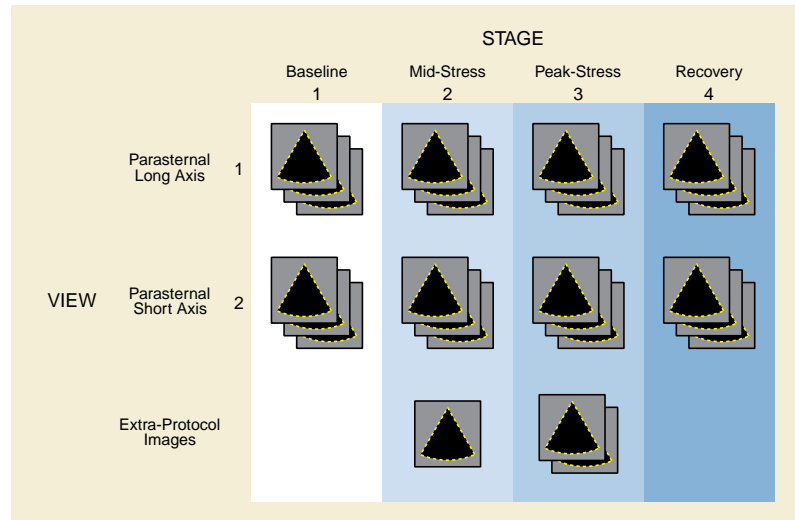 STAGE
Baseline Mid-Stress Peak-Stress Recovery
1 2 3 4
Parasternal
Long Axis 1
VIEW Parasternal
Short Axis 2
Extra-Protocol
Images